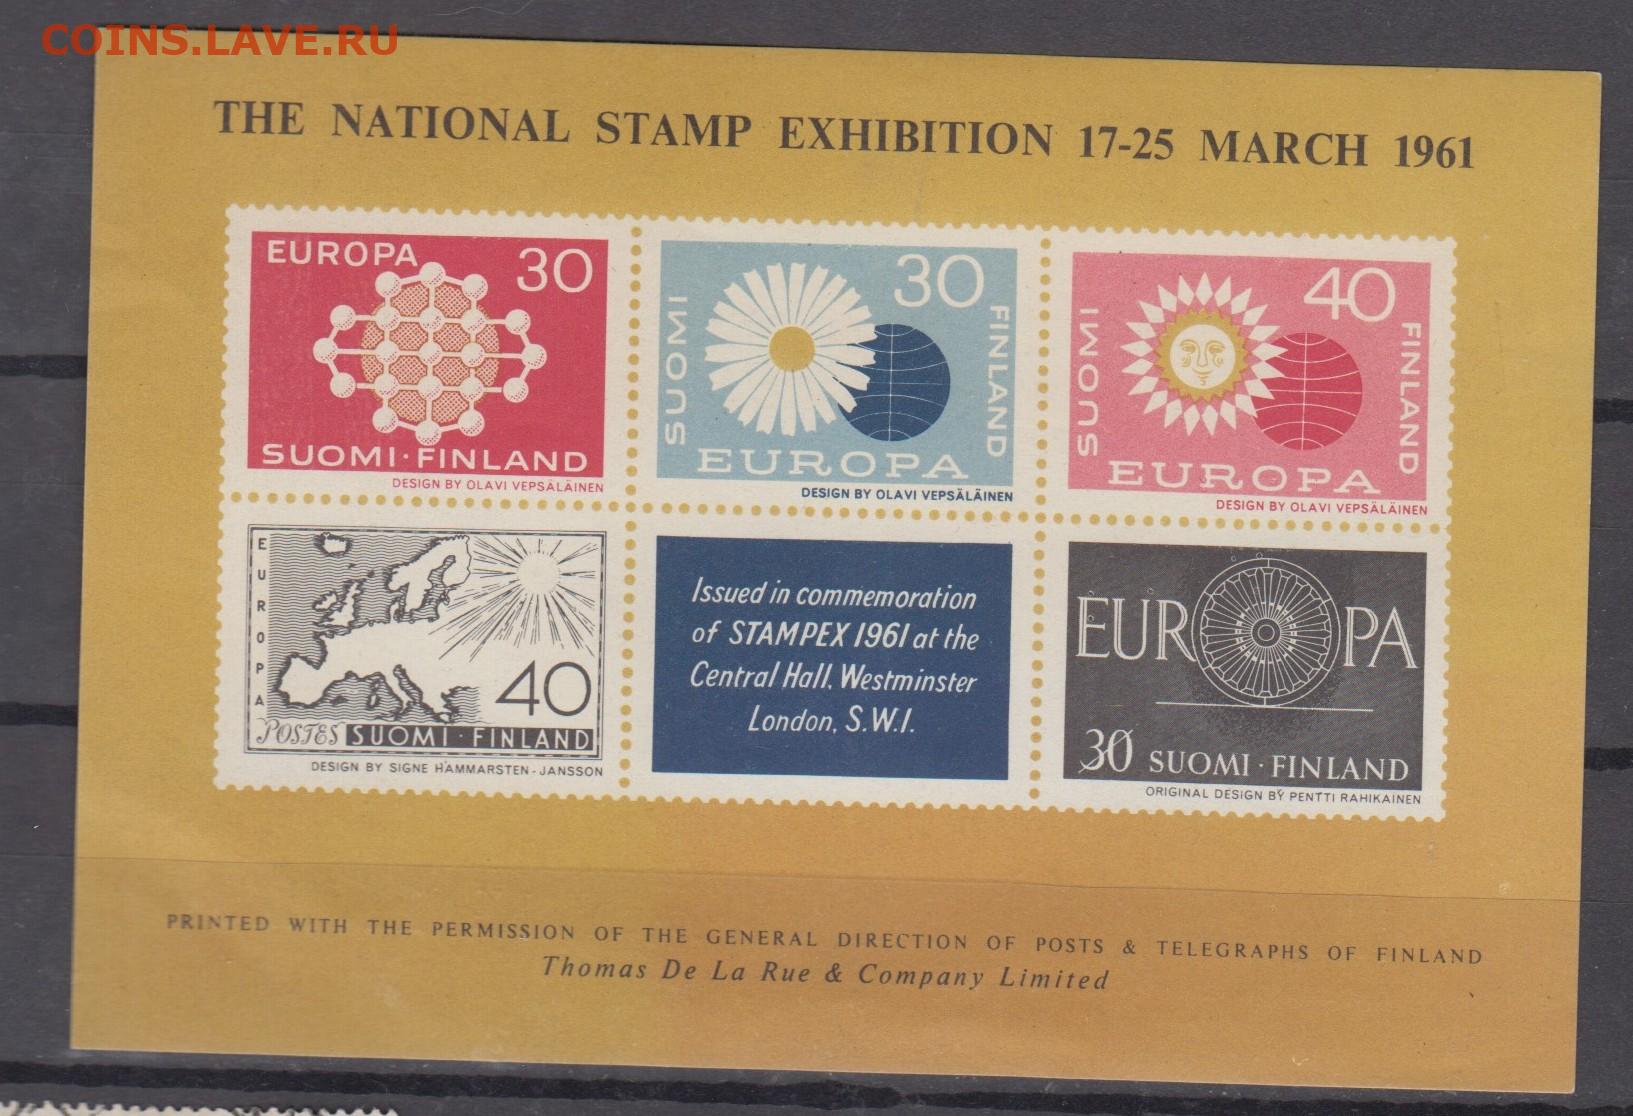 COINS.LAVE.RU
THE NATIONAL STAMP EXHIBITION 17-25 MARCH 1961
EUROPA 30
SUOMI·FINLAND
DESIGN BY OLAVI VEPSÄLÄINEN
30
SUOMI
FINLAND
EUROPA
DESIGN BY OLAVI VEPSÄLÄINEN
40
SUOMI
FINLAND
EUROPA
DESIGN BY OLAVI VEPSÄLÄINEN
EUROPA
40
POSTES SUOMI·FINLAND
DESIGN BY SIGNE HAMMARSTEN-JANSSON
Issued in commemoration
of STAMPEX 1961 at the
Central Hall, Westminster
London, S.W.1.
EUROPA
30 SUOMI·FINLAND
ORIGINAL DESIGN BY PENTTI RAHIKAINEN
PRINTED WITH THE PERMISSION OF THE GENERAL DIRECTION OF POSTS & TELEGRAPHS OF FINLAND
Thomas De La Rue & Company Limited